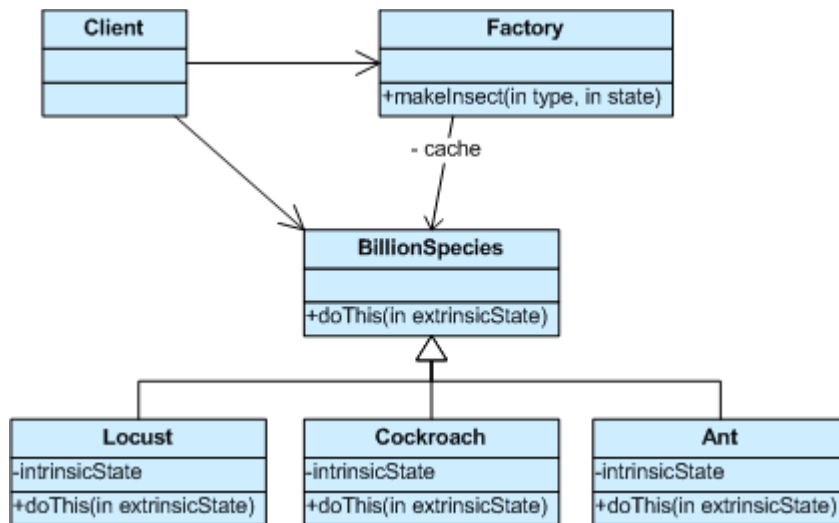 Client
Factory
+makeInsect(in type, in state)
- cache
BillionSpecies
+doThis(in extrinsicState)
Locust
-intrinsicState
+doThis(in extrinsicState)
Cockroach
-intrinsicState
+doThis(in extrinsicState)
Ant
-intrinsicState
+doThis(in extrinsicState)